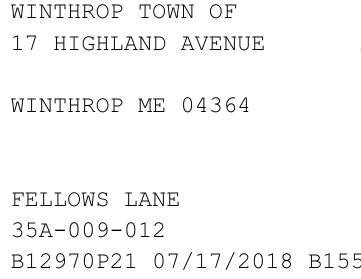 WINTHROP TOWN OF
17 HIGHLAND AVENUE
WINTHROP ME 04364
FELLOWS LANE
35A-009-012
B12970P21 07/17/2018 B155